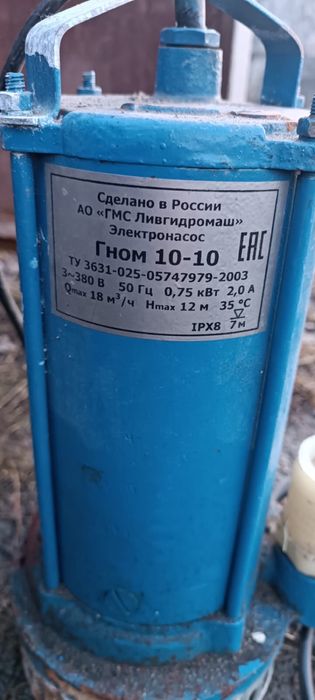 Сделано в России
АО «ГМС Ливгидромаш»
Электронасос
Гном 10-10 ЕАС
ТУ 3631-025-05747979-2003
3~380 В 50 Гц 0,75 кВт 2,0 А
Qmax 18 м³/ч Hmax 12 м 35 °С
IPX8 7м